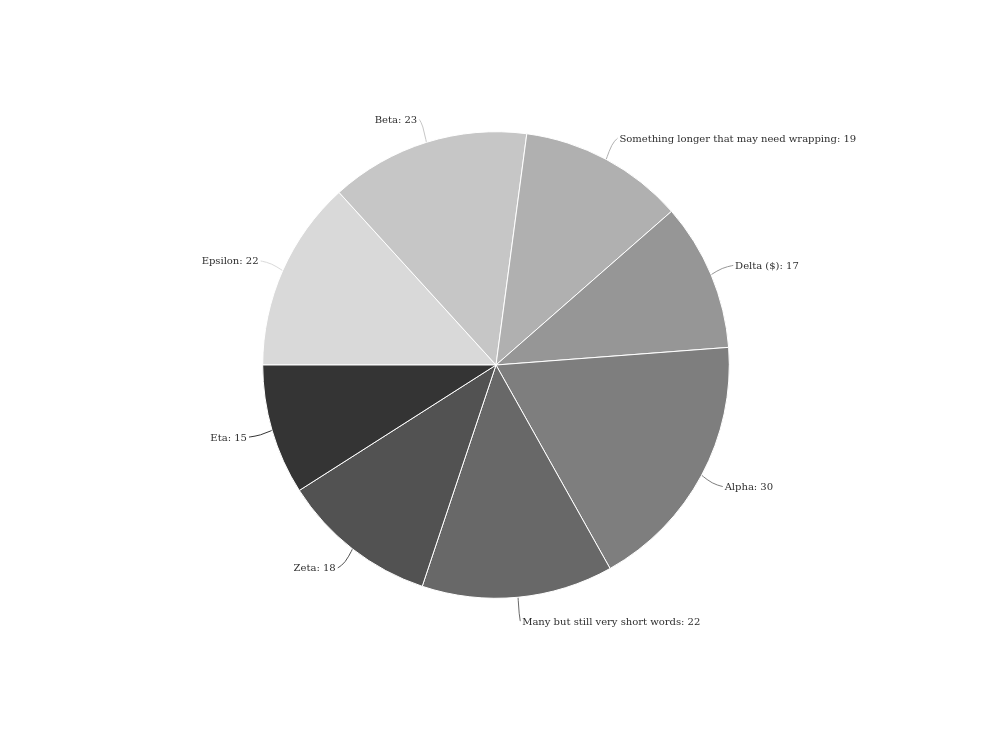 Beta: 23
Something longer that may need wrapping: 19
Epsilon: 22
Delta ($): 17
Eta: 15
Alpha: 30
Zeta: 18
Many but still very short words: 22